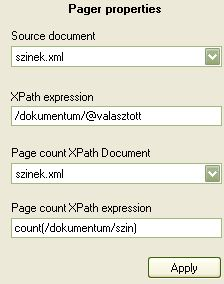 Pager properties
Source document
szinek.xml
XPath expression
/dokumentum/@valasztott
Page count XPath Document
szinek.xml
Page count XPath expression
count(/dokumentum/szin)
Apply